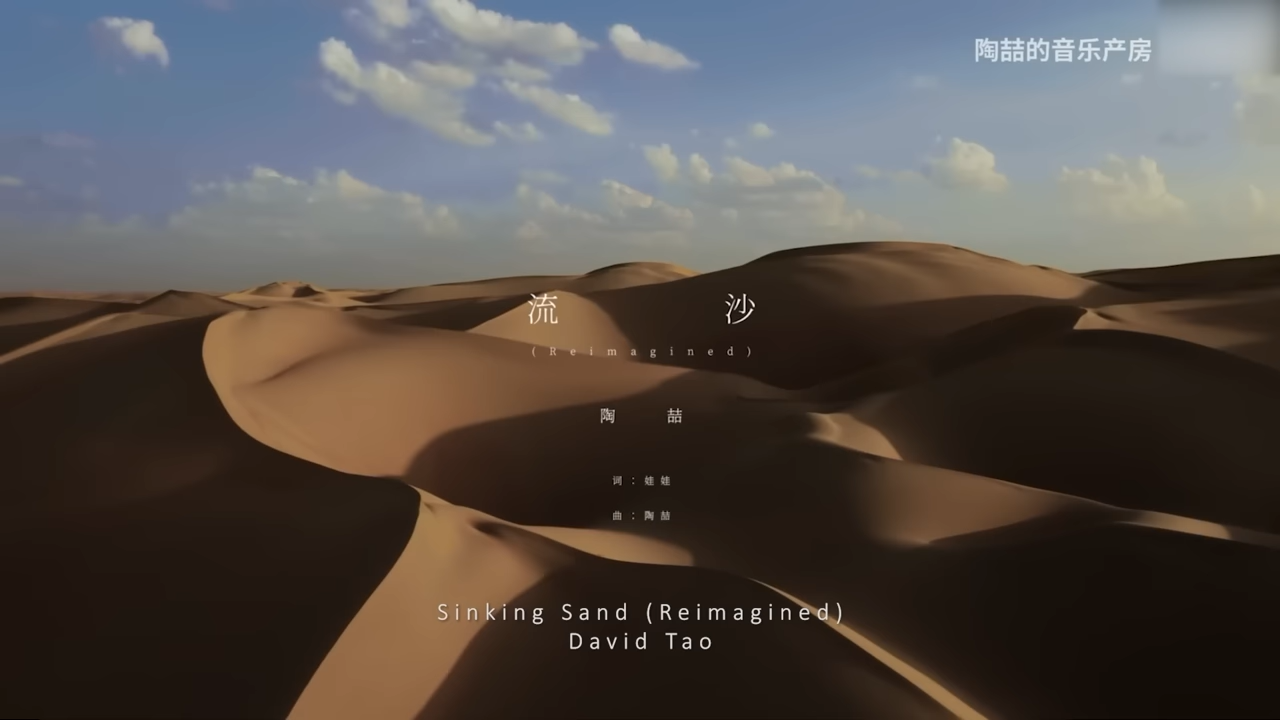 陶喆的音乐产房
流 沙
(Reimagined)
陶 喆
词：娃娃
曲：陶喆
Sinking Sand (Reimagined)
David Tao